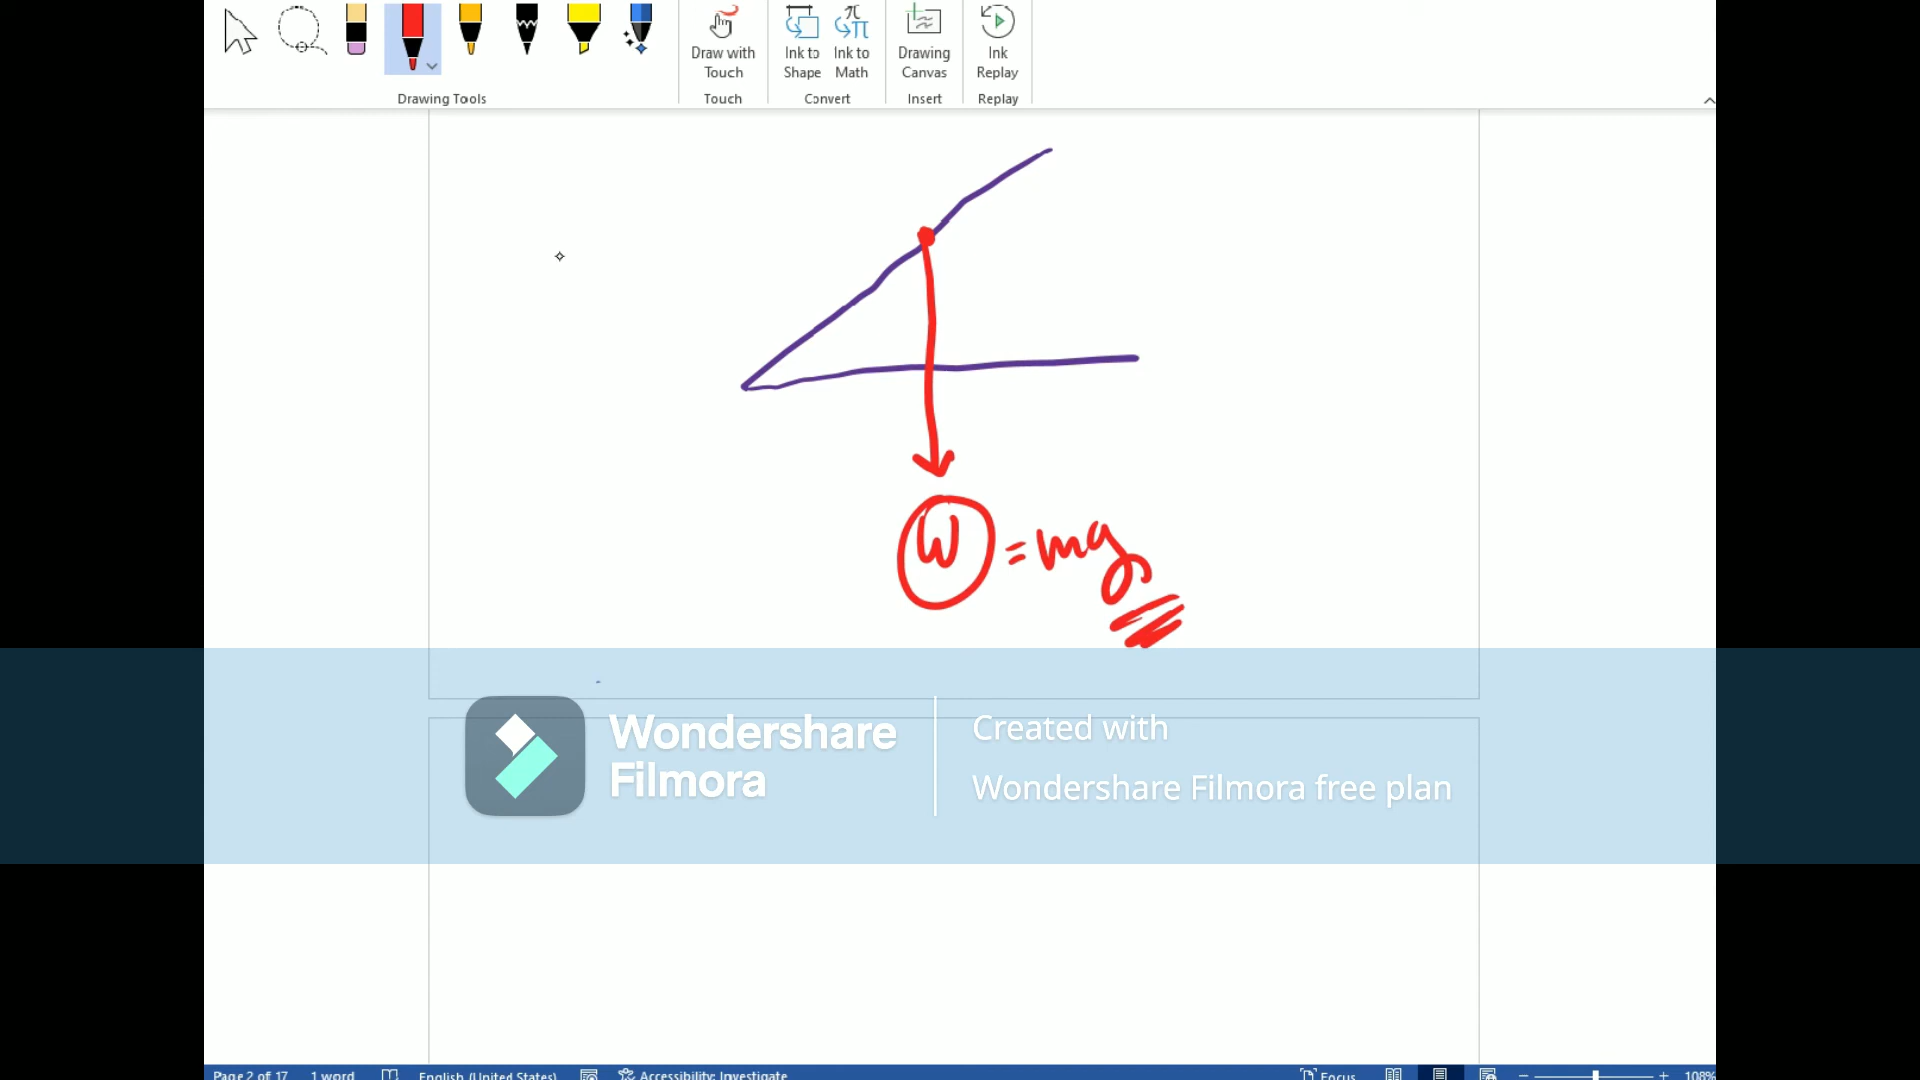 Draw with Touch
Ink to Shape
Ink to Math
Drawing Canvas
Ink Replay
Drawing Tools
Touch
Convert
Insert
Replay
W = mg
Wondershare Filmora
Created with
Wondershare Filmora free plan
Page 2 of 17
1 word
English (United States)
Accessibility: Investigate
Focus
108%